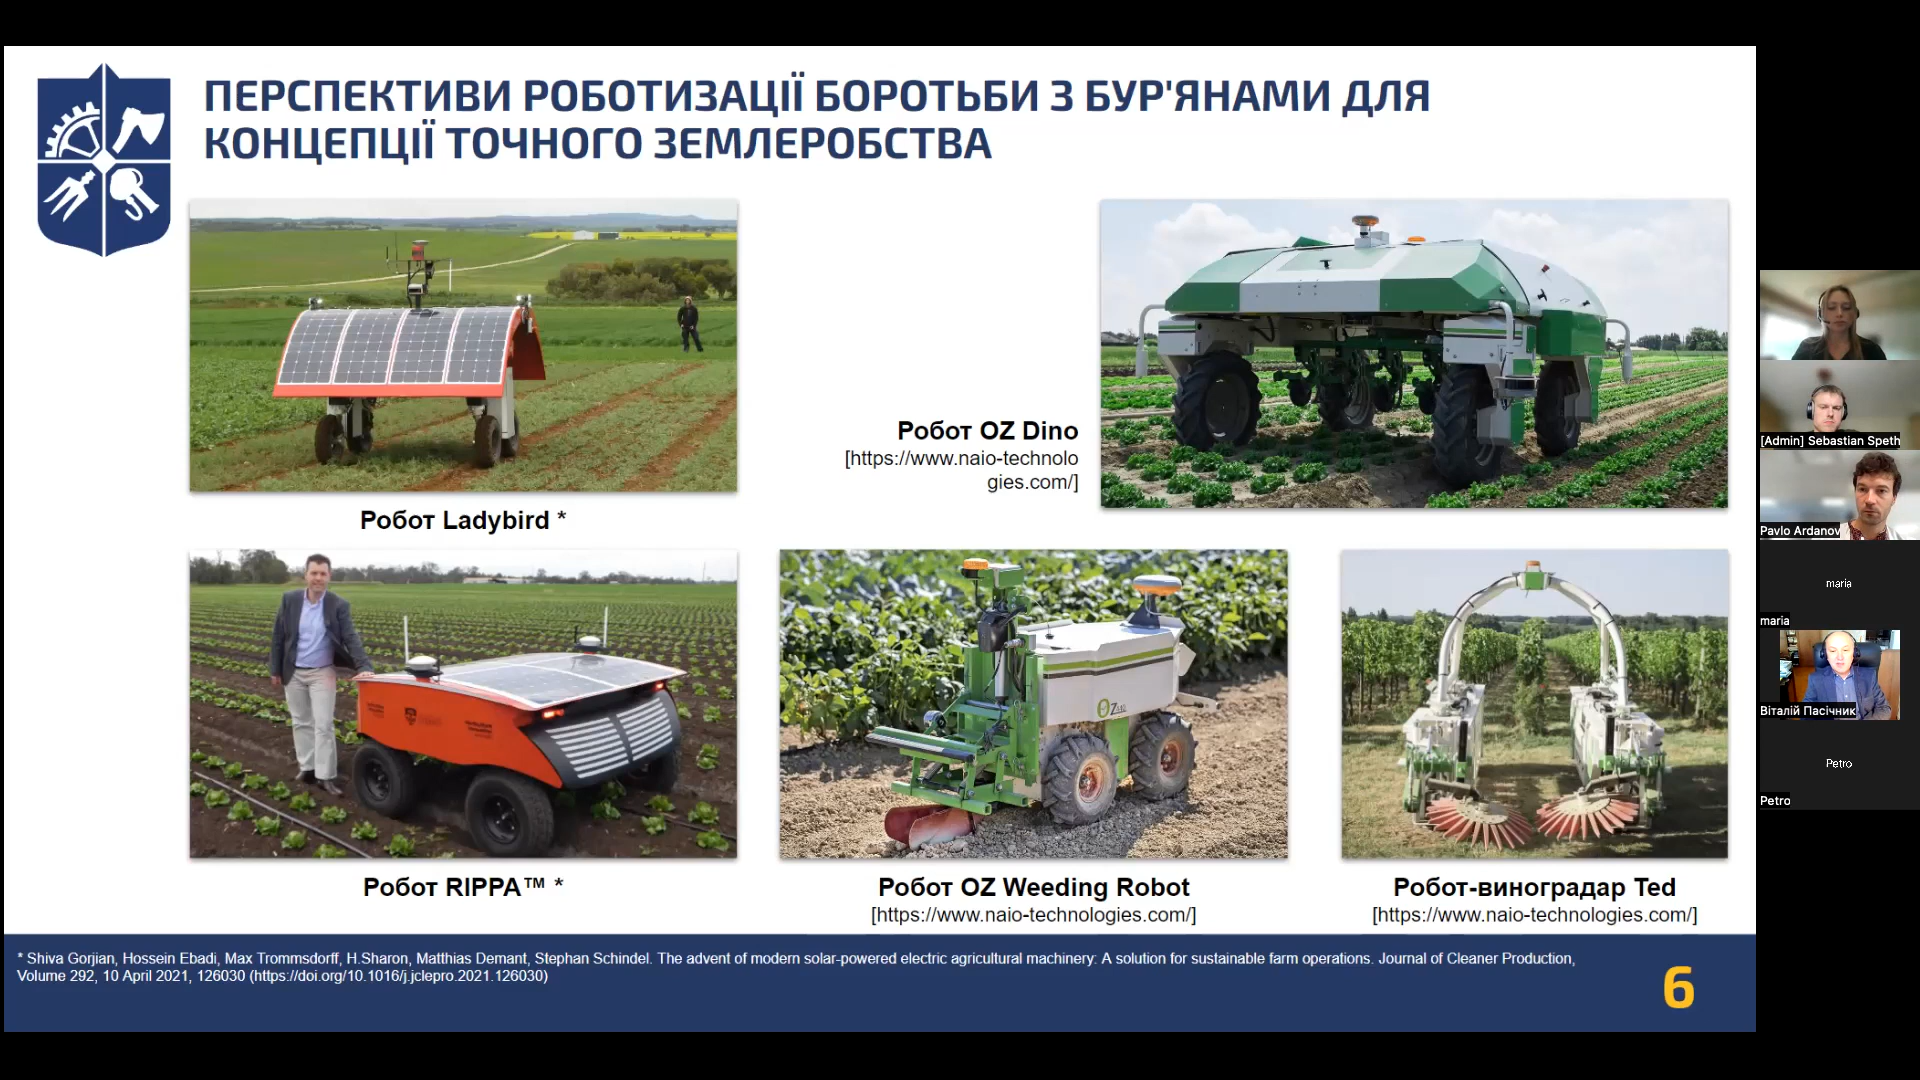 ПЕРСПЕКТИВИ РОБОТИЗАЦІЇ БОРОТЬБИ З БУР'ЯНАМИ ДЛЯ
КОНЦЕПЦІЇ ТОЧНОГО ЗЕМЛЕРОБСТВА
Робот Ladybird *
Робот OZ Dino
[https://www.naio-technolo
gies.com/]
Робот RIPPA™ *
Робот OZ Weeding Robot
[https://www.naio-technologies.com/]
Робот-виноградар Ted
[https://www.naio-technologies.com/]
* Shiva Gorjian, Hossein Ebadi, Max Trommsdorff, H.Sharon, Matthias Demant, Stephan Schindel. The advent of modern solar-powered electric agricultural machinery: A solution for sustainable farm operations. Journal of Cleaner Production,
Volume 292, 10 April 2021, 126030 (https://doi.org/10.1016/j.jclepro.2021.126030)
6
[Admin] Sebastian Speth
Pavlo Ardanov
maria
maria
Віталій Пасічник
Petro
Petro